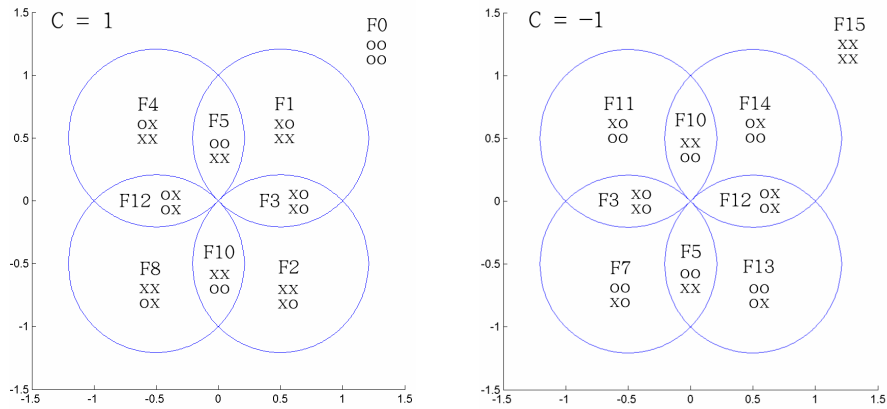 C = 1
F0
oo
oo
F4
ox
xx
F5
oo
xx
F1
xo
xx
F12 ox
ox
F3 xo
xo
F8
xx
ox
F10
xx
oo
F2
xx
xo
1.5
1
0.5
0
-0.5
-1
-1.5
-1.5 -1 -0.5 0 0.5 1 1.5
C = -1
F15
xx
xx
F11
xo
oo
F10
xx
oo
F14
ox
oo
F3 xo
xo
F12 ox
ox
F7
oo
xo
F5
oo
xx
F13
oo
ox
1.5
1
0.5
0
-0.5
-1
-1.5
-1.5 -1 -0.5 0 0.5 1 1.5